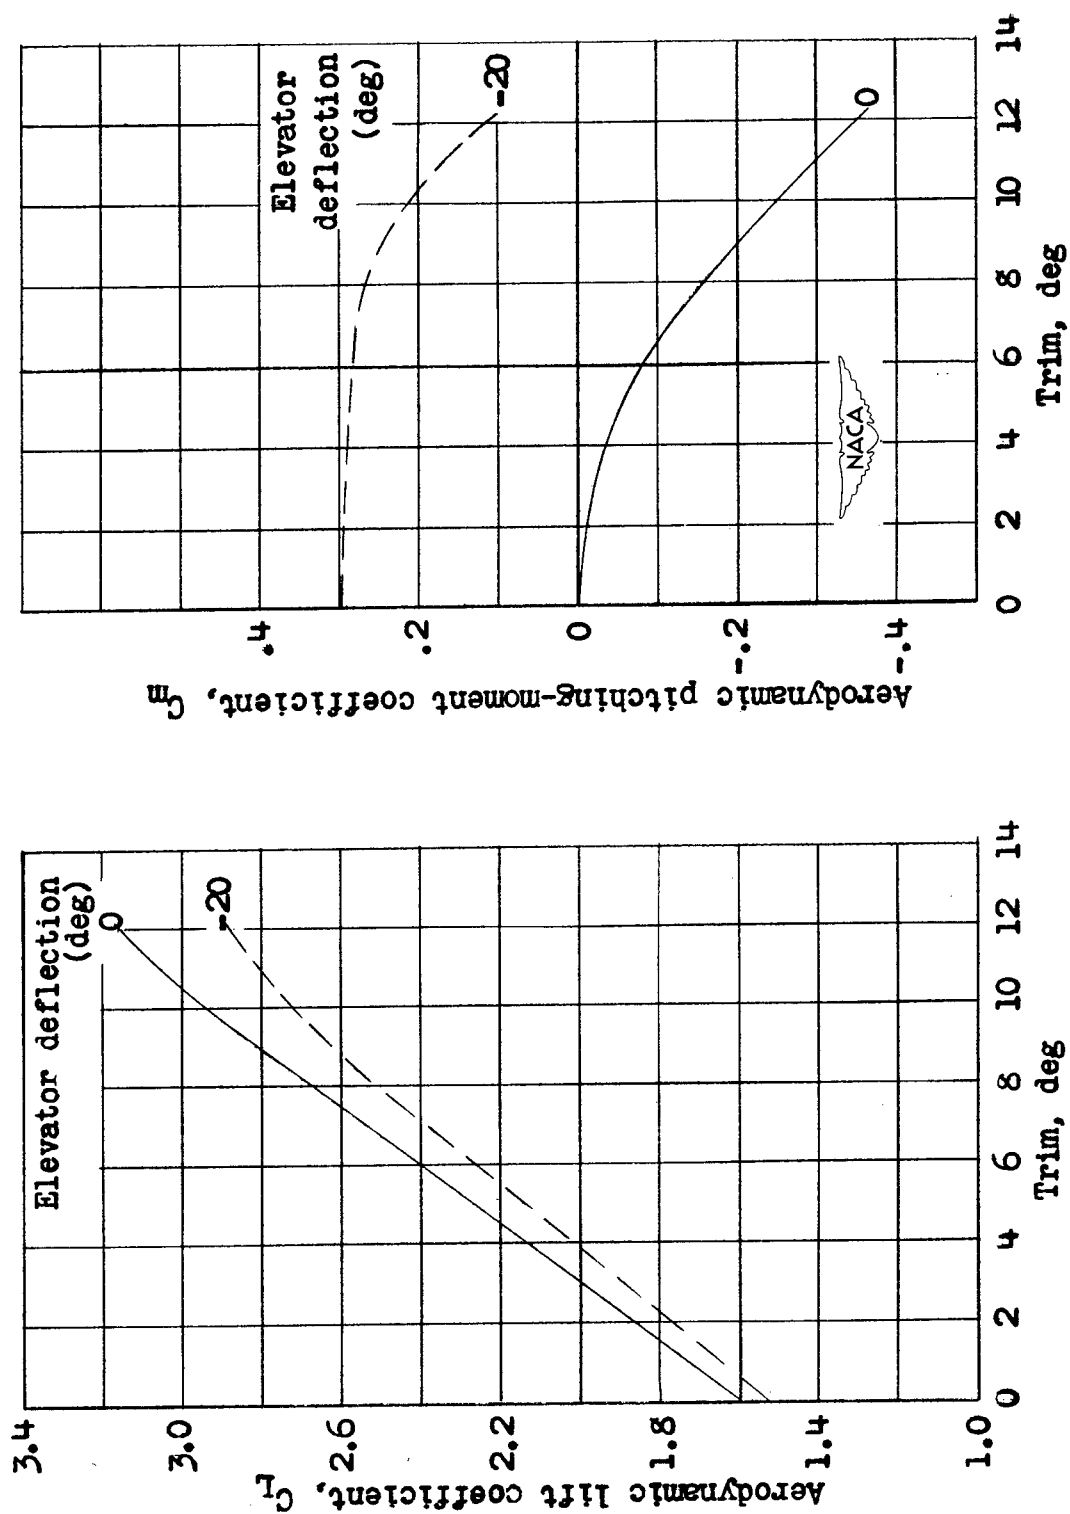 Aerodynamic lift coefficient, CL
3.4
3.0
2.6
2.2
1.8
1.4
1.0
Elevator deflection
(deg)
0
-20
0 2 4 6 8 10 12 14
Trim, deg
Aerodynamic pitching-moment coefficient, Cm
.4
.2
0
-.2
-.4
Elevator
deflection
(deg)
-20
0
NACA
0 2 4 6 8 10 12 14
Trim, deg